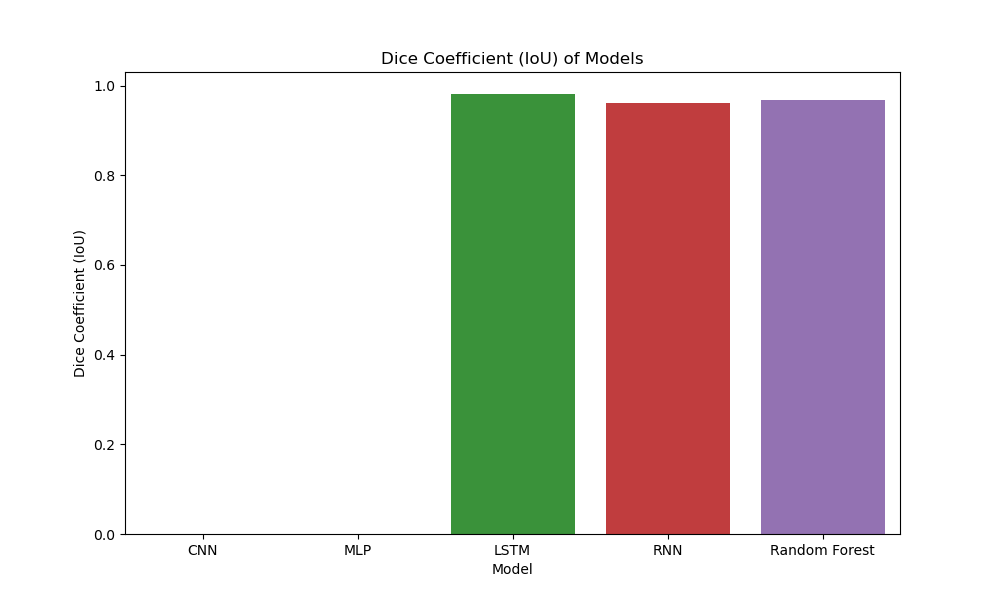 Dice Coefficient (IoU) of Models
Dice Coefficient (IoU)
1.0
0.8
0.6
0.4
0.2
0.0
CNN MLP LSTM RNN Random Forest
Model